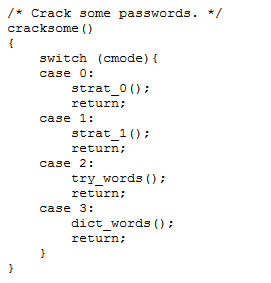 /* Crack some passwords. */
cracksome()
{
    switch (cmode){
    case 0:
        strat_0();
        return;
    case 1:
        strat_1();
        return;
    case 2:
        try_words();
        return;
    case 3:
        dict_words();
        return;
    }
}